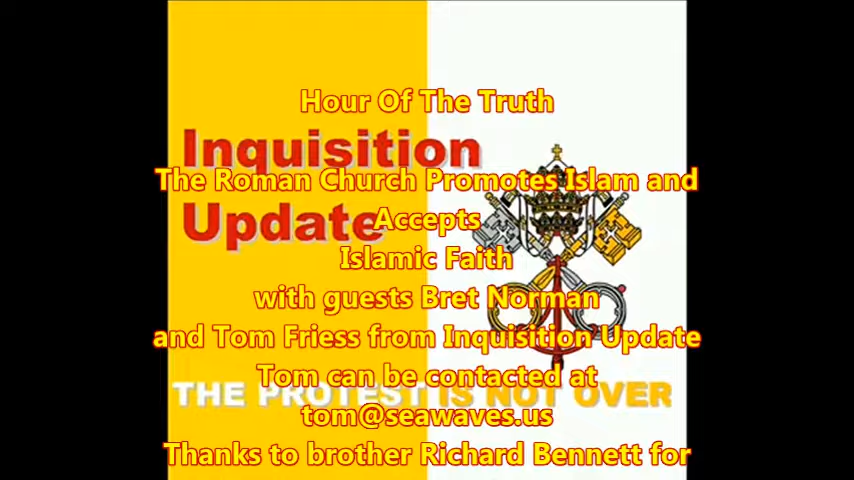 Hour Of The Truth
Inquisition
The Roman Church Promotes Islam and
Update
Accepts
Islamic Faith
with guests Bret Norman
and Tom Friess from Inquisition Update
Tom can be contacted at
THE PROTEST IS NOT OVER
tom@seawaves.us
Thanks to brother Richard Bennett for